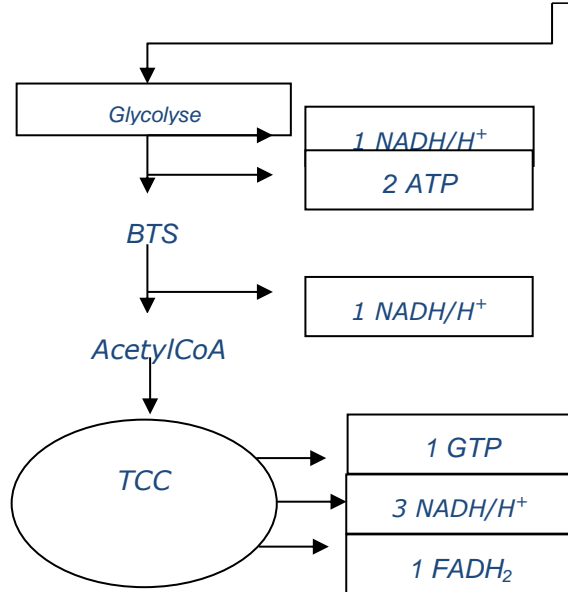 Glycolyse
1 NADH/H⁺
2 ATP
BTS
1 NADH/H⁺
AcetylCoA
TCC
1 GTP
3 NADH/H⁺
1 FADH₂